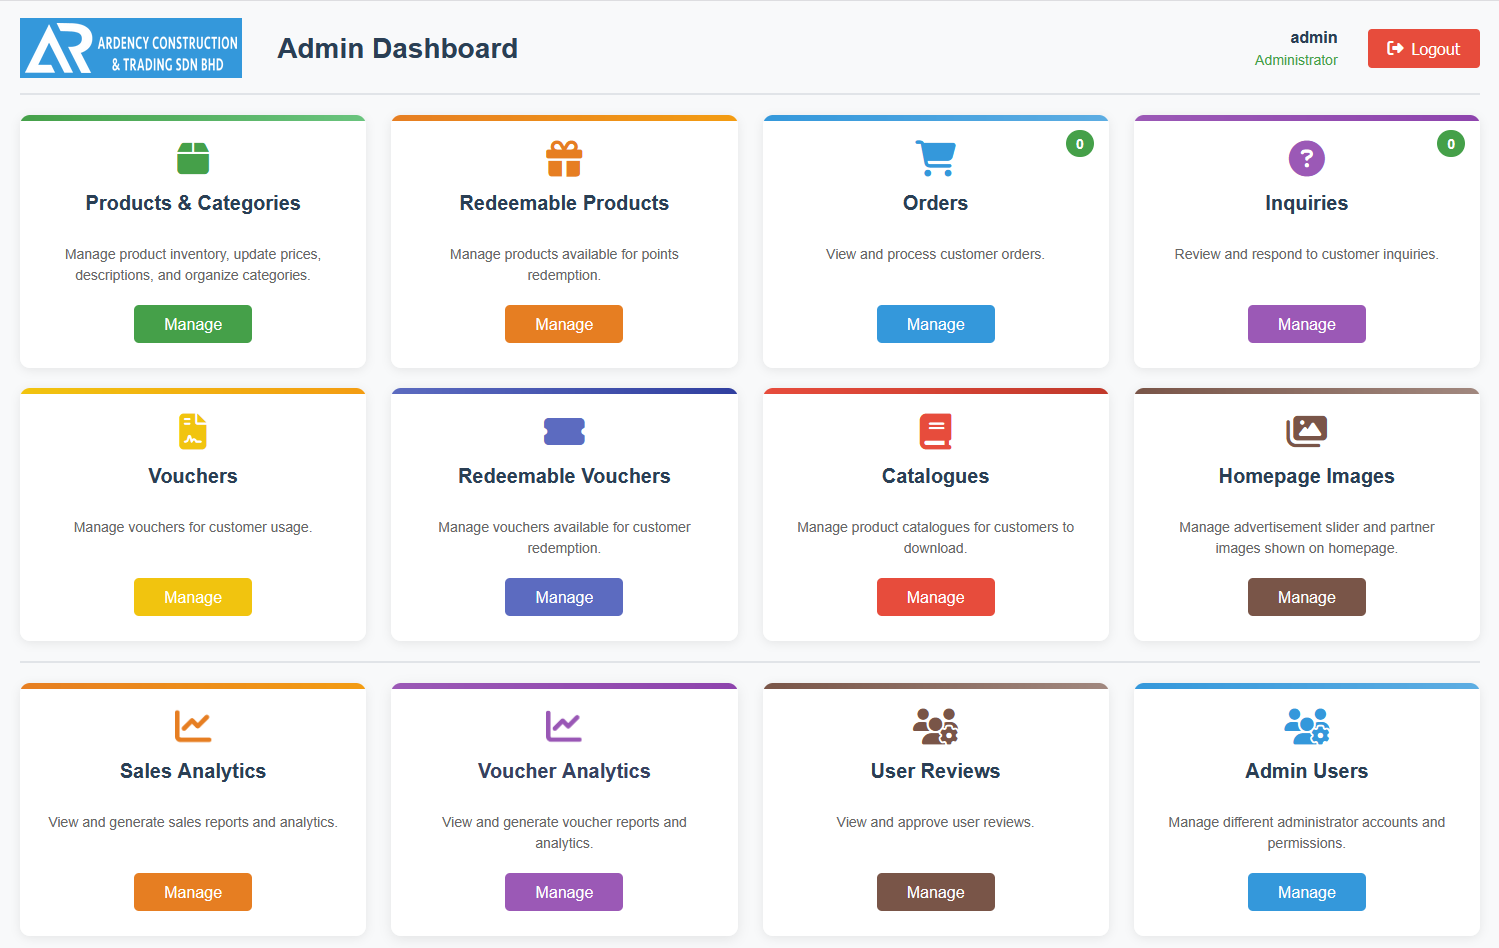 AR ARDENCY CONSTRUCTION
& TRADING SDN BHD
Admin Dashboard
admin
Administrator
Logout
Products & Categories
Manage product inventory, update prices,
descriptions, and organize categories.
Manage
Redeemable Products
Manage products available for points
redemption.
Manage
0
Orders
View and process customer orders.
Manage
?
0
Inquiries
Review and respond to customer inquiries.
Manage
Vouchers
Manage vouchers for customer usage.
Manage
Redeemable Vouchers
Manage vouchers available for customer
redemption.
Manage
Catalogues
Manage product catalogues for customers to
download.
Manage
Homepage Images
Manage advertisement slider and partner
images shown on homepage.
Manage
Sales Analytics
View and generate sales reports and analytics.
Manage
Voucher Analytics
View and generate voucher reports and
analytics.
Manage
User Reviews
View and approve user reviews.
Manage
Admin Users
Manage different administrator accounts and
permissions.
Manage